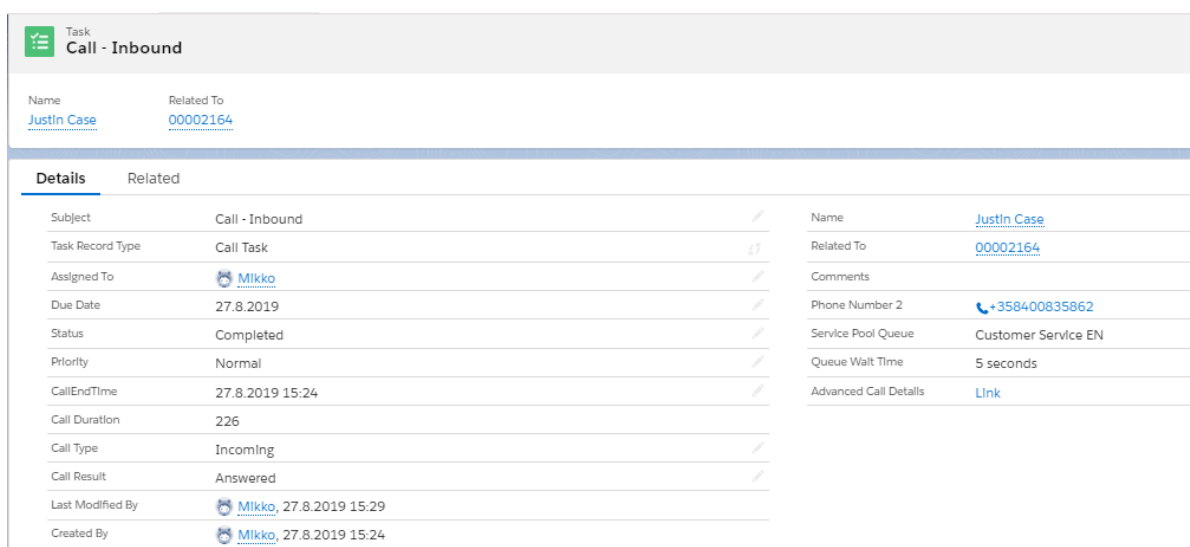 Task
Call - Inbound
Name Related To
Justin Case 00002164
Details Related
Subject Call - Inbound
Task Record Type Call Task
Assigned To Mikko
Due Date 27.8.2019
Status Completed
Priority Normal
CallEndTime 27.8.2019 15:24
Call Duration 226
Call Type Incoming
Call Result Answered
Last Modified By Mikko, 27.8.2019 15:29
Created By Mikko, 27.8.2019 15:24
Name Justin Case
Related To 00002164
Comments
Phone Number 2 +358400835862
Service Pool Queue Customer Service EN
Queue Wait Time 5 seconds
Advanced Call Details Link